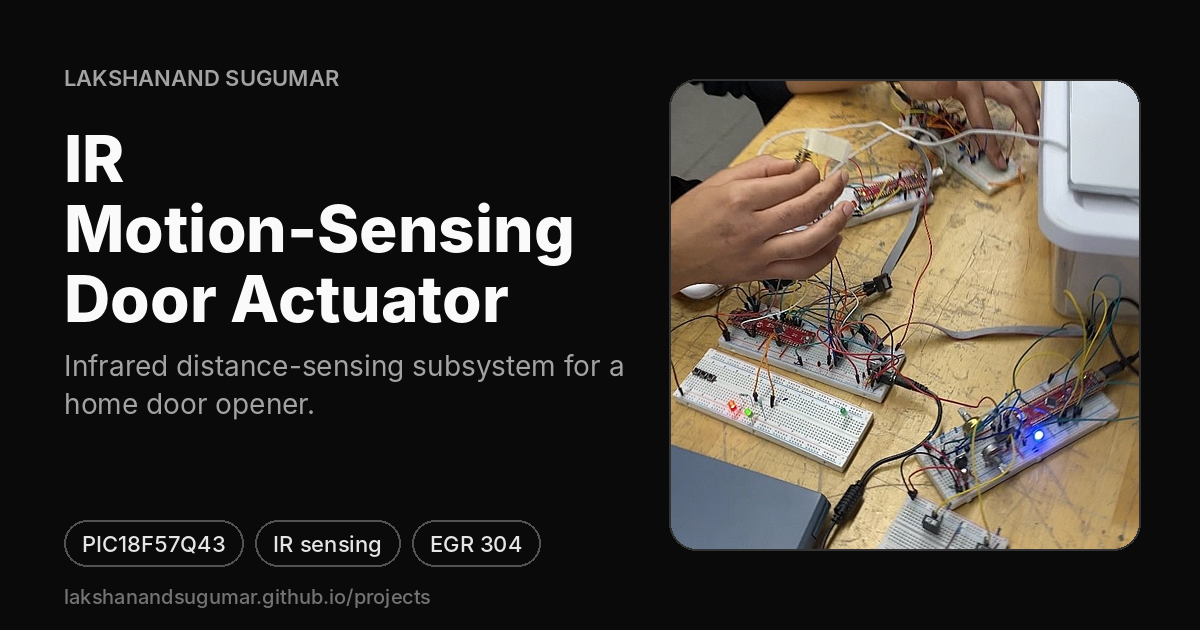 LAKSHANAND SUGUMAR
IR
Motion-Sensing
Door Actuator
Infrared distance-sensing subsystem for a
home door opener.
PIC18F57Q43
IR sensing
EGR 304
lakshanandsugumar.github.io/projects